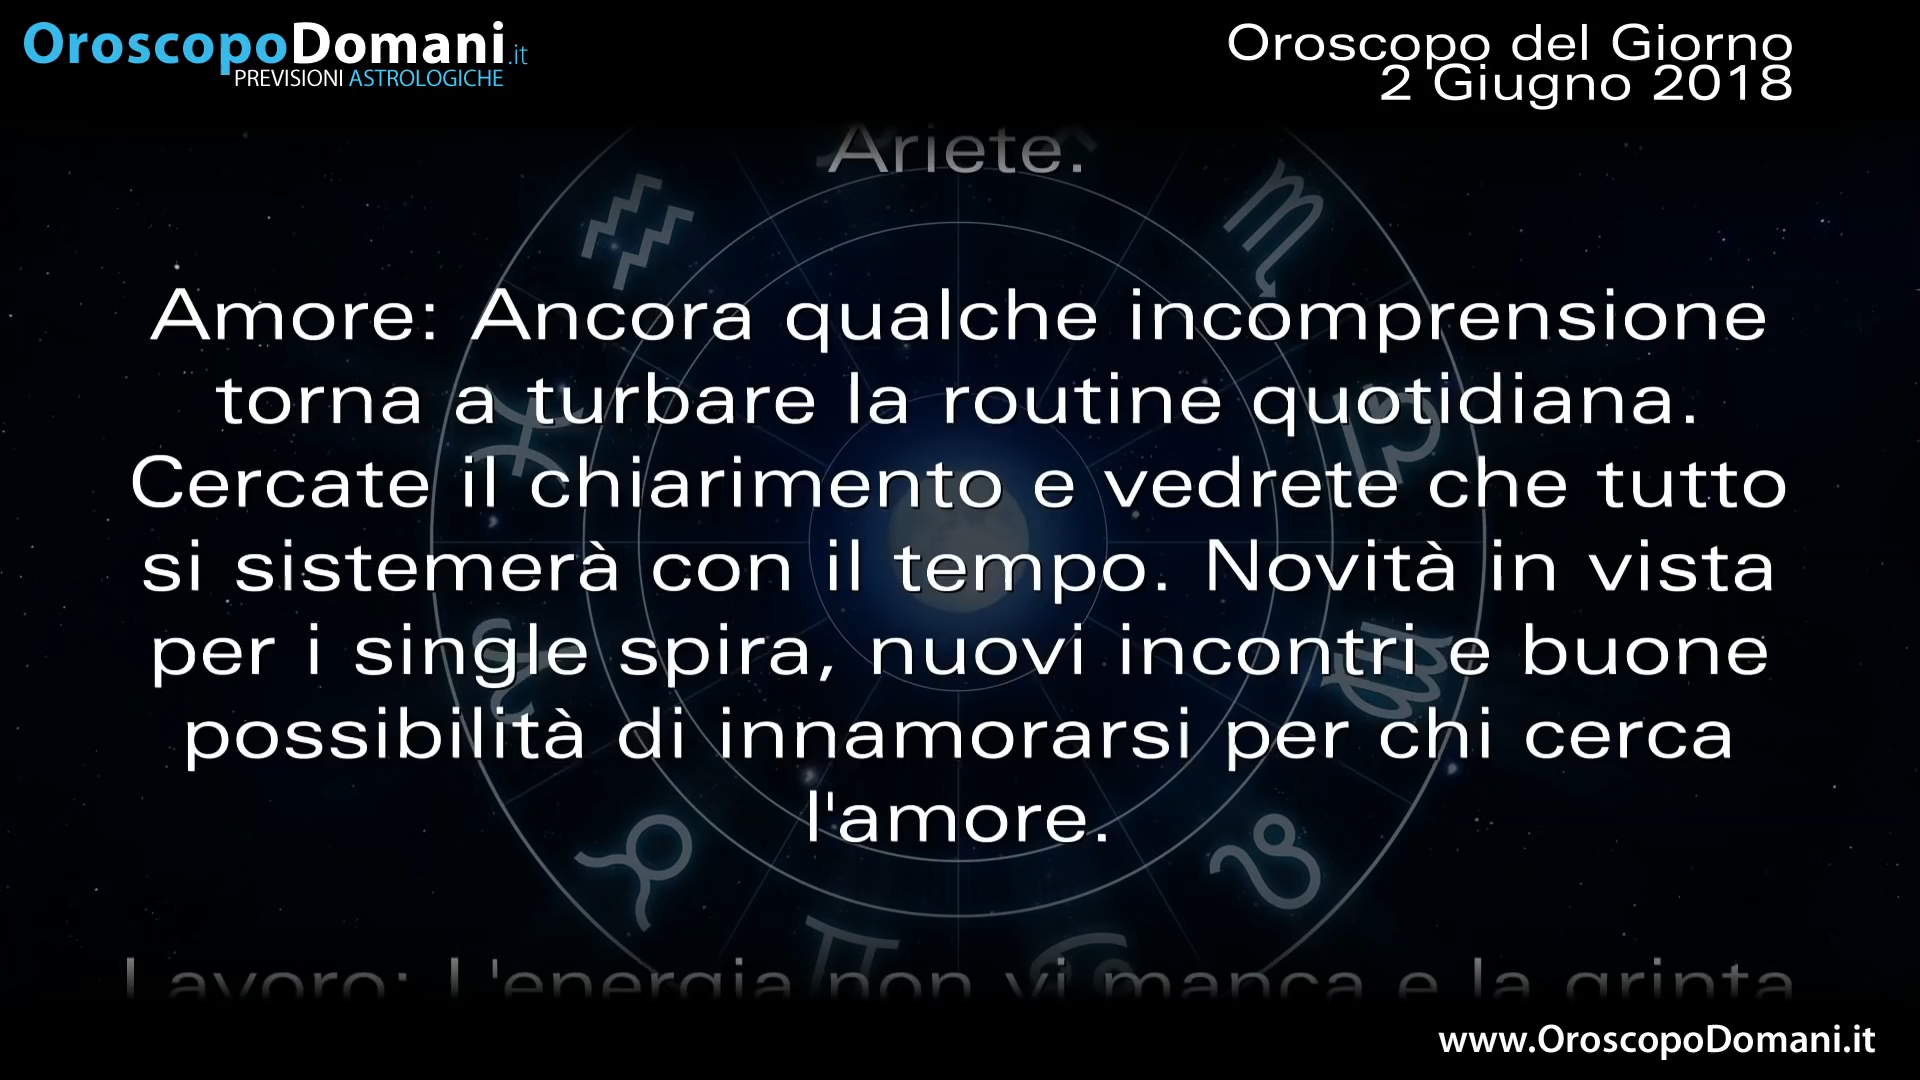 OroscopoDomani.it
PREVISIONI ASTROLOGICHE
Oroscopo del Giorno
2 Giugno 2018
Ariete.
Amore: Ancora qualche incomprensione
torna a turbare la routine quotidiana.
Cercate il chiarimento e vedrete che tutto
si sistemerà con il tempo. Novità in vista
per i single spira, nuovi incontri e buone
possibilità di innamorarsi per chi cerca
l'amore.
Lavoro: L'energia non vi manca e la grinta
www.OroscopoDomani.it